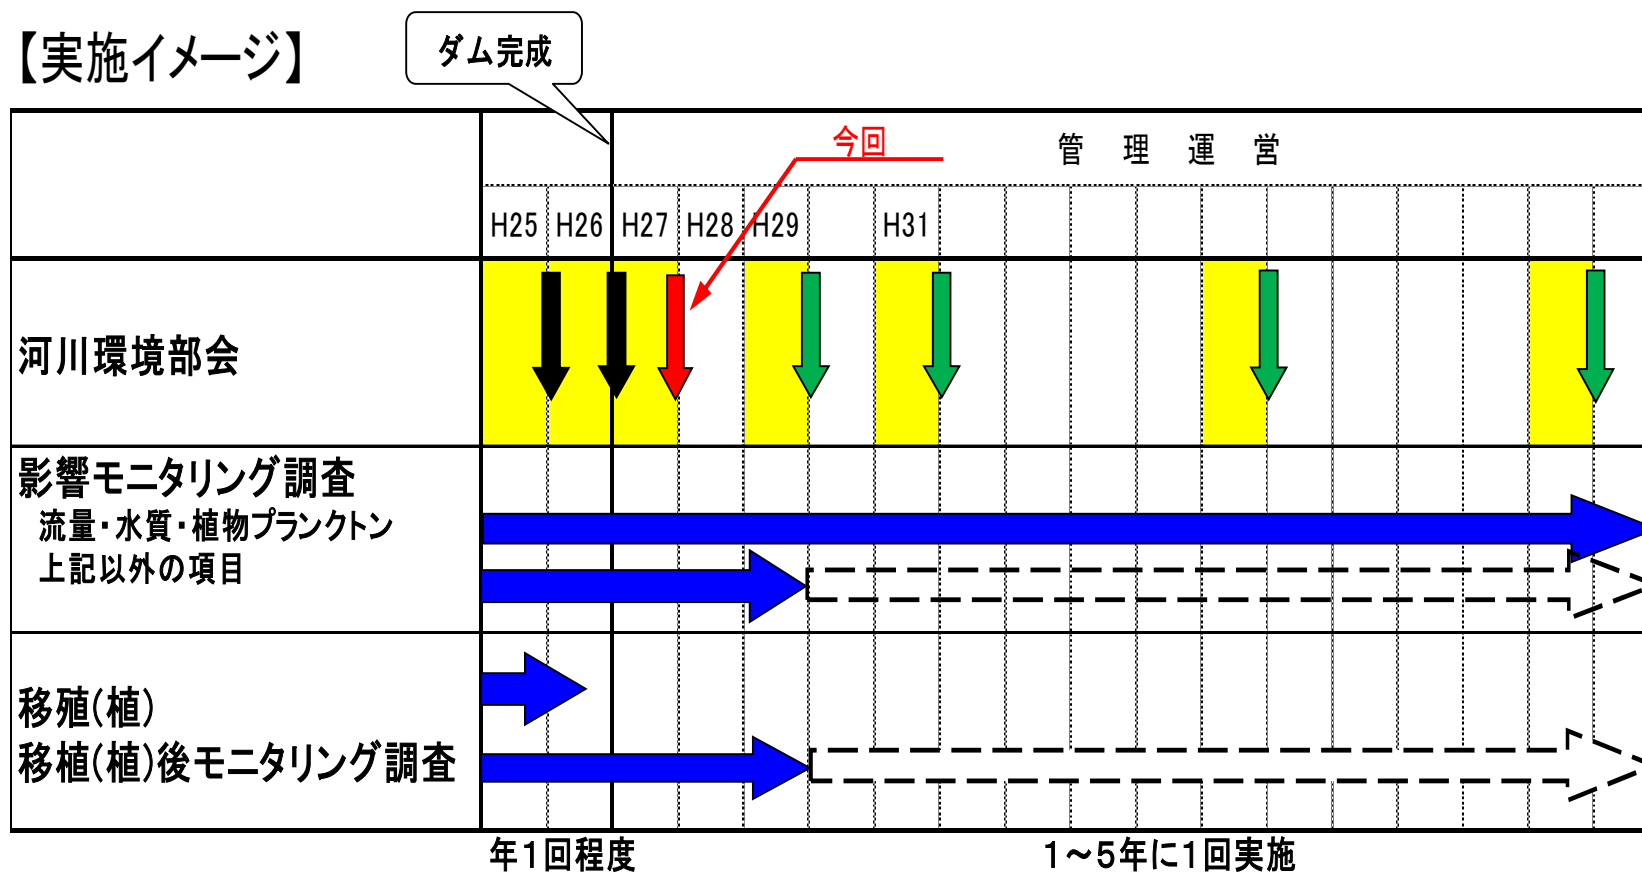 【実施イメージ】
ダム完成
今回
管理運営
H25 H26 H27 H28 H29 H31
河川環境部会
影響モニタリング調査
流量・水質・植物プランクトン
上記以外の項目
移殖(植)
移植(植)後モニタリング調査
年1回程度
1~5年に1回実施